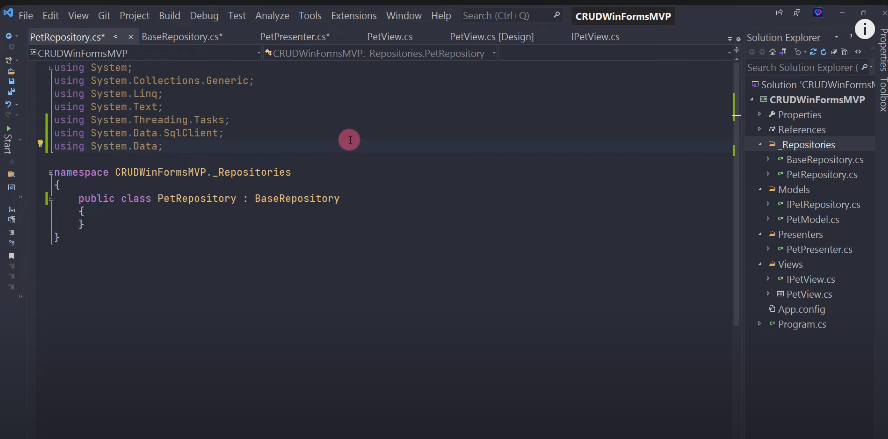 File Edit View Git Project Build Debug Test Analyze Tools Extensions Window Help Search (Ctrl+Q) CRUDWinFormsMVP
PetRepository.cs* BaseRepository.cs* PetPresenter.cs* PetView.cs PetView.cs [Design] IPetView.cs
CRUDWinFormsMVP CRUDWinFormsMVP._Repositories.PetRepository
using System;
using System.Collections.Generic;
using System.Linq;
using System.Text;
using System.Threading.Tasks;
using System.Data.SqlClient;
using System.Data;
namespace CRUDWinFormsMVP._Repositories
{
public class PetRepository : BaseRepository
{
}
}
Start
Solution Explorer
Search Solution Explorer (
Solution 'CRUDWinFormsM
CRUDWinFormsMVP
Properties
References
_Repositories
BaseRepository.cs
PetRepository.cs
Models
IPetRepository.cs
PetModel.cs
Presenters
PetPresenter.cs
Views
IPetView.cs
PetView.cs
App.config
Program.cs
Properties
Toolbox